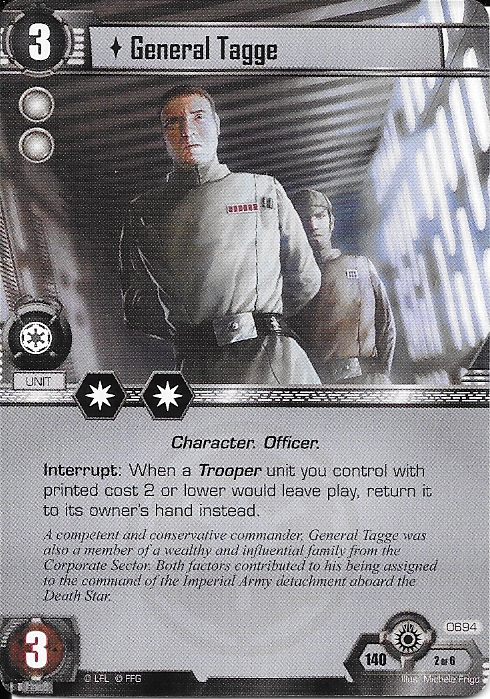 3
General Tagge
UNIT
Character. Officer.
Interrupt: When a Trooper unit you control with
printed cost 2 or lower would leave play, return it
to its owner's hand instead.
A competent and conservative commander, General Tagge was
also a member of a wealthy and influential family from the
Corporate Sector. Both factors contributed to his being assigned
to the command of the Imperial Army detachment aboard the
Death Star.
3
0694
140
2 of 6
© LFL © FFG
Illus. Michele Frigo